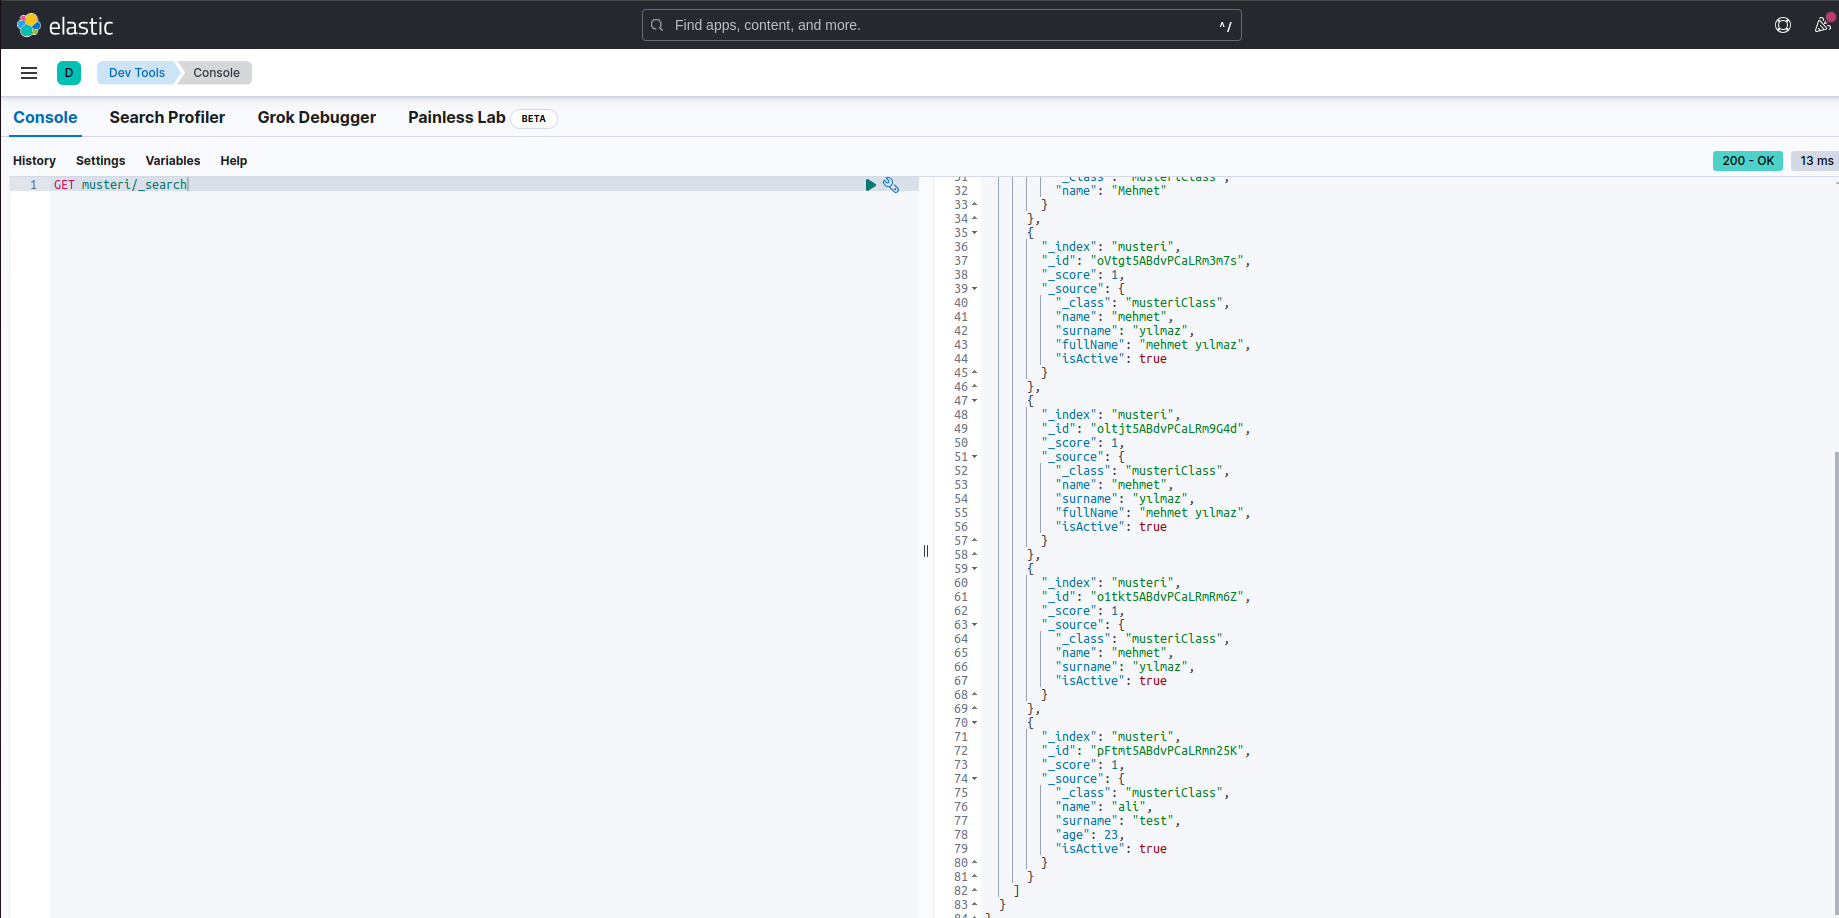 elastic
Find apps, content, and more.
^/
D
Dev Tools
Console
Console
Search Profiler
Grok Debugger
Painless Lab
BETA
History
Settings
Variables
Help
200 - OK
13 ms
1 GET musteri/_search
31 "_class": "musteriClass",
32 "name": "Mehmet"
33 }
34 },
35 {
36 "_index": "musteri",
37 "_id": "oVtgt5ABdvPCaLRm3m7s",
38 "_score": 1,
39 "_source": {
40 "_class": "musteriClass",
41 "name": "mehmet",
42 "surname": "yılmaz",
43 "fullName": "mehmet yılmaz",
44 "isActive": true
45 }
46 },
47 {
48 "_index": "musteri",
49 "_id": "oltjt5ABdvPCaLRm9G4d",
50 "_score": 1,
51 "_source": {
52 "_class": "musteriClass",
53 "name": "mehmet",
54 "surname": "yılmaz",
55 "fullName": "mehmet yılmaz",
56 "isActive": true
57 }
58 },
59 {
60 "_index": "musteri",
61 "_id": "o1tkt5ABdvPCaLRmRm6Z",
62 "_score": 1,
63 "_source": {
64 "_class": "musteriClass",
65 "name": "mehmet",
66 "surname": "yılmaz",
67 "isActive": true
68 }
69 },
70 {
71 "_index": "musteri",
72 "_id": "pFtmt5ABdvPCaLRmn25K",
73 "_score": 1,
74 "_source": {
75 "_class": "musteriClass",
76 "name": "ali",
77 "surname": "test",
78 "age": 23,
79 "isActive": true
80 }
81 }
82 ]
83 }
84 }